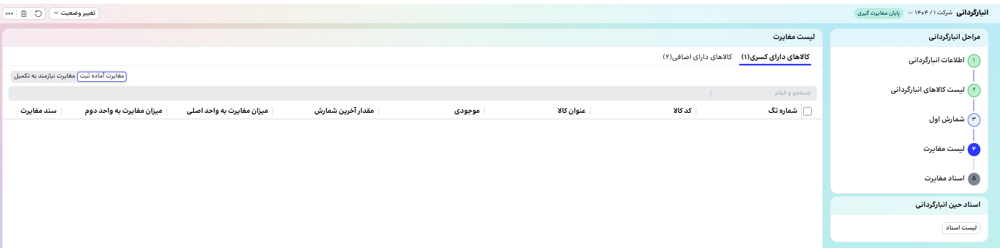 انبارگردانی شرکت ۱ / ۱۴۰۴ پایان مغایرت گیری
تغییر وضعیت
مراحل انبارگردانی
۱ اطلاعات انبارگردانی
۲ لیست کالاهای انبارگردانی
۳ شمارش اول
۴ لیست مغایرت
۵ اسناد مغایرت
اسناد حین انبارگردانی
لیست اسناد
لیست مغایرت
کالاهای دارای کسری(۱) کالاهای دارای اضافی(۲)
مغایرت آماده ثبت مغایرت نیازمند به تکمیل
جستجو و فیلتر
شماره تگ کد کالا عنوان کالا موجودی مقدار آخرین شمارش میزان مغایرت به واحد اصلی میزان مغایرت به واحد دوم سند مغایرت